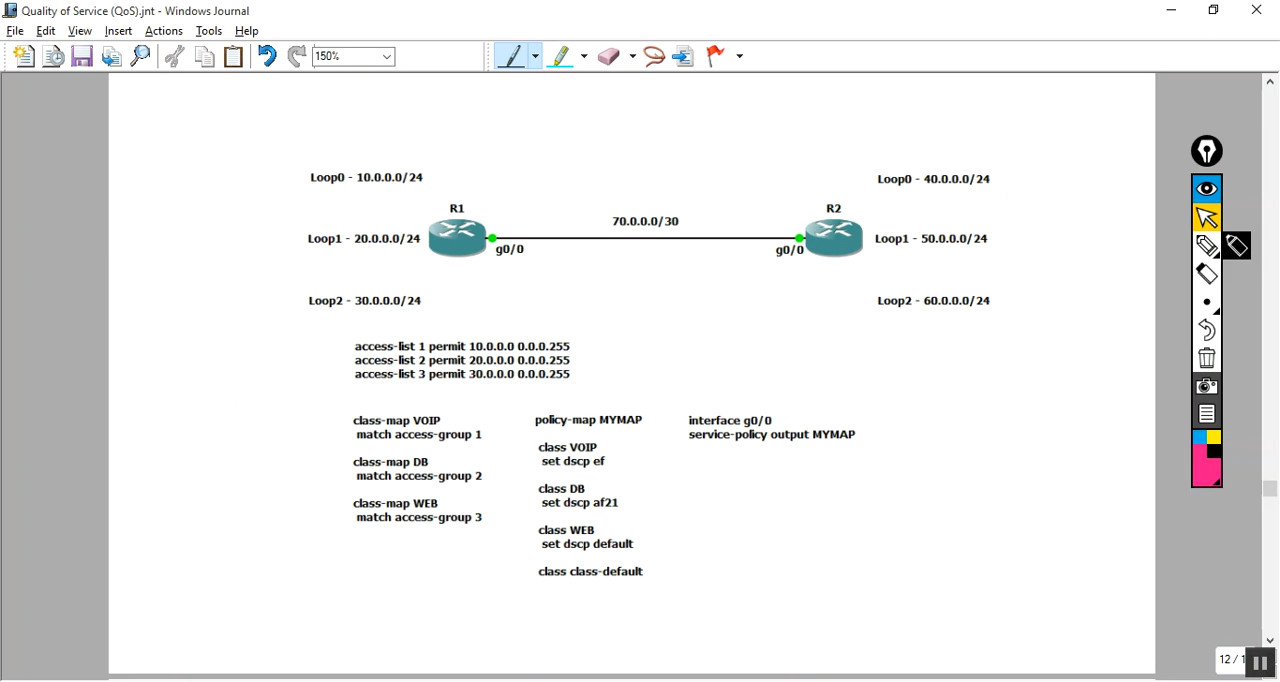 Quality of Service (QoS).jnt - Windows Journal
File Edit View Insert Actions Tools Help
150%
Loop0 - 10.0.0.0/24
Loop0 - 40.0.0.0/24
R1
R2
70.0.0.0/30
Loop1 - 20.0.0.0/24
Loop1 - 50.0.0.0/24
g0/0
g0/0
Loop2 - 30.0.0.0/24
Loop2 - 60.0.0.0/24
access-list 1 permit 10.0.0.0 0.0.0.255
access-list 2 permit 20.0.0.0 0.0.0.255
access-list 3 permit 30.0.0.0 0.0.0.255
class-map VOIP
match access-group 1
class-map DB
match access-group 2
class-map WEB
match access-group 3
policy-map MYMAP
class VOIP
set dscp ef
class DB
set dscp af21
class WEB
set dscp default
class class-default
interface g0/0
service-policy output MYMAP
12 / 1